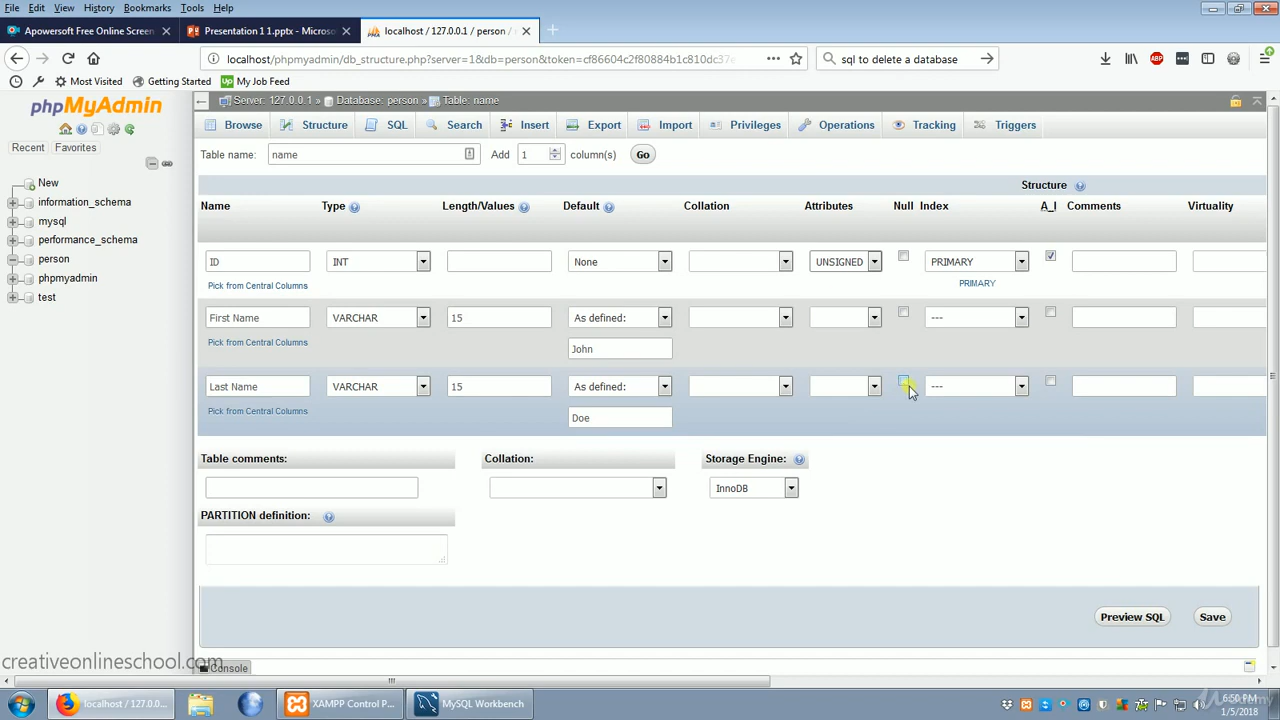 File Edit View History Bookmarks Tools Help
Apowersoft Free Online Screen
Presentation 1 1.pptx - Micros
localhost / 127.0.0.1 / person /
localhost/phpmyadmin/db_structure.php?server=1&db=person&token=cf86604c2f80884b1c810dc37
sql to delete a database
ABP
Most Visited Getting Started Up My Job Feed
phpMyAdmin
Recent Favorites
New
information_schema
mysql
performance_schema
person
phpmyadmin
test
Server: 127.0.0.1 » Database: person » Table: name
Browse Structure SQL Search Insert Export Import Privileges Operations Tracking Triggers
Table name: name Add 1 column(s) Go
Structure
Name Type Length/Values Default Collation Attributes Null Index A_I Comments Virtuality
ID INT None UNSIGNED PRIMARY
Pick from Central Columns PRIMARY
First Name VARCHAR 15 As defined: ---
Pick from Central Columns John
Last Name VARCHAR 15 As defined: ---
Pick from Central Columns Doe
Table comments: Collation: Storage Engine:
InnoDB
PARTITION definition:
Preview SQL Save
creativeonlineschool.com
Console
localhost / 127.0.0...
XAMPP Control P...
MySQL Workbench
6:50 PM
1/5/2018